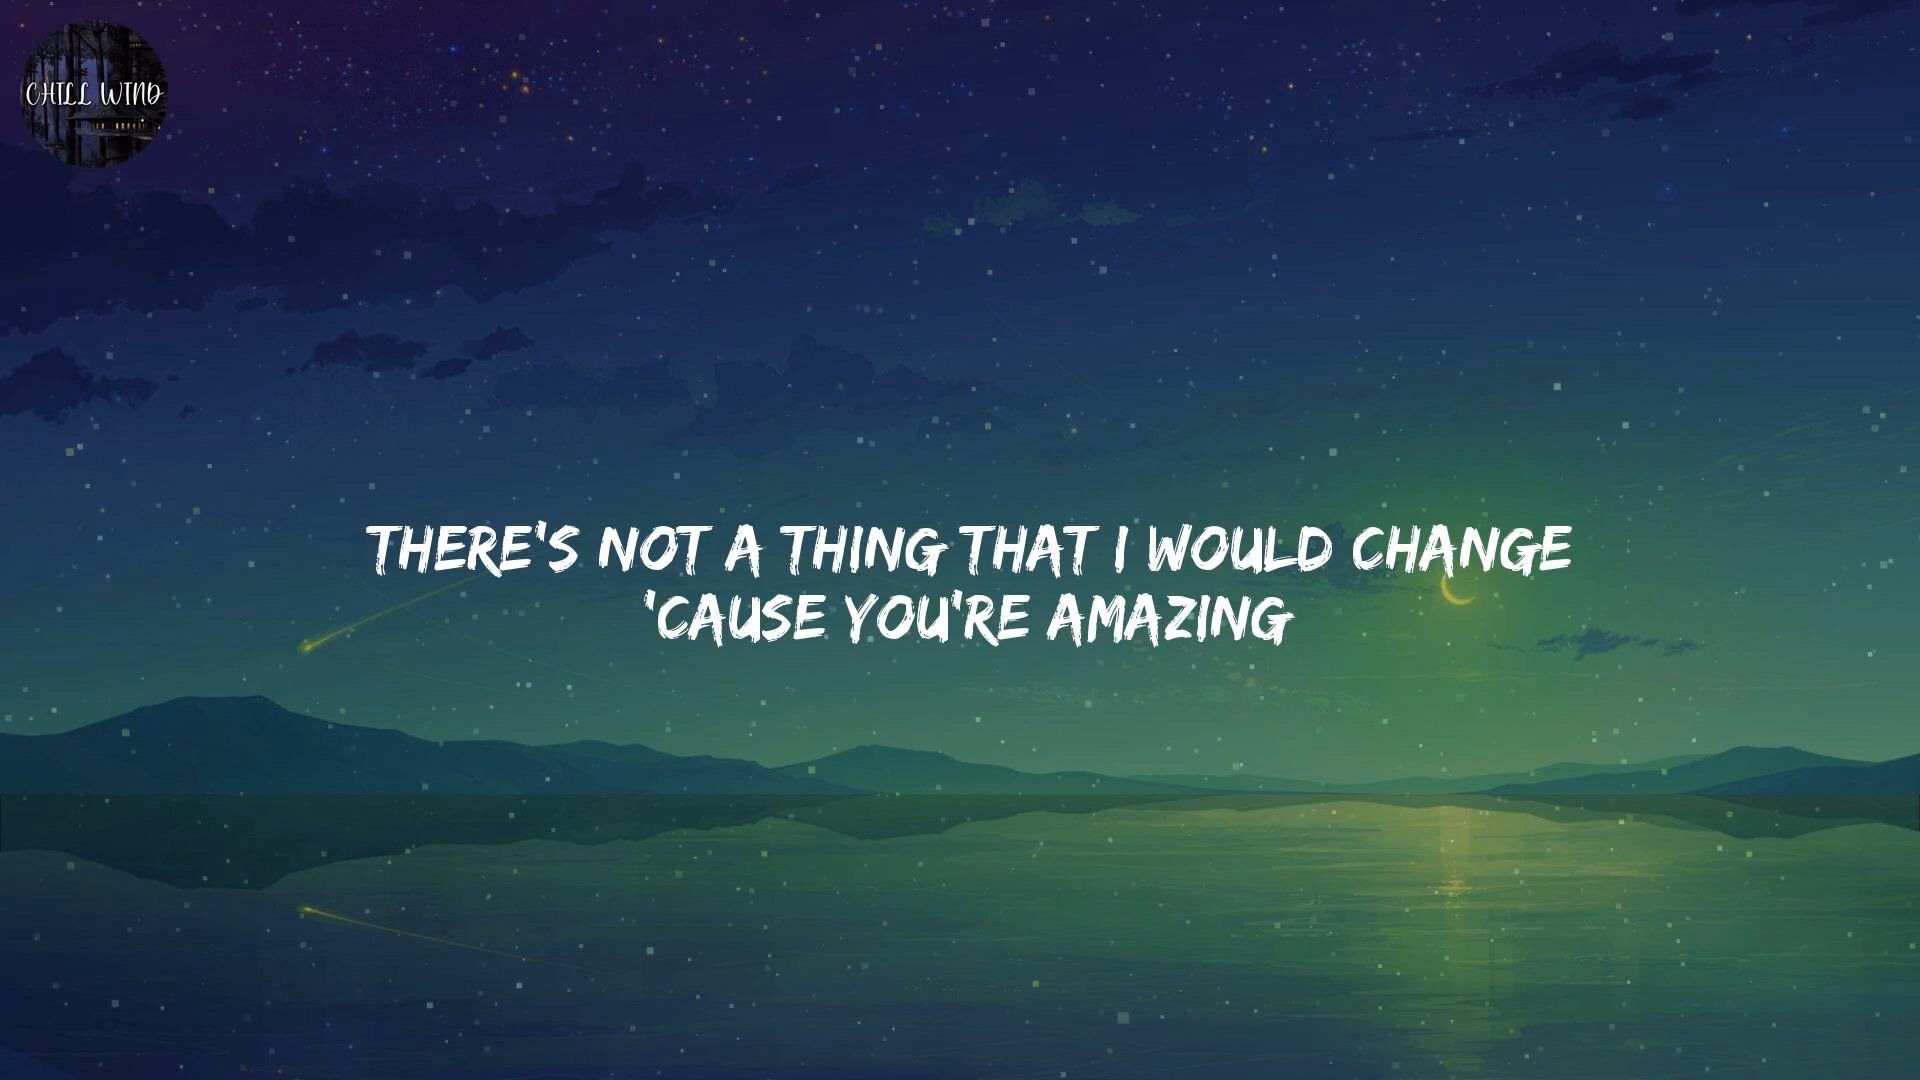 CHILL WIND
THERE'S NOT A THING THAT I WOULD CHANGE
'CAUSE YOU'RE AMAZING